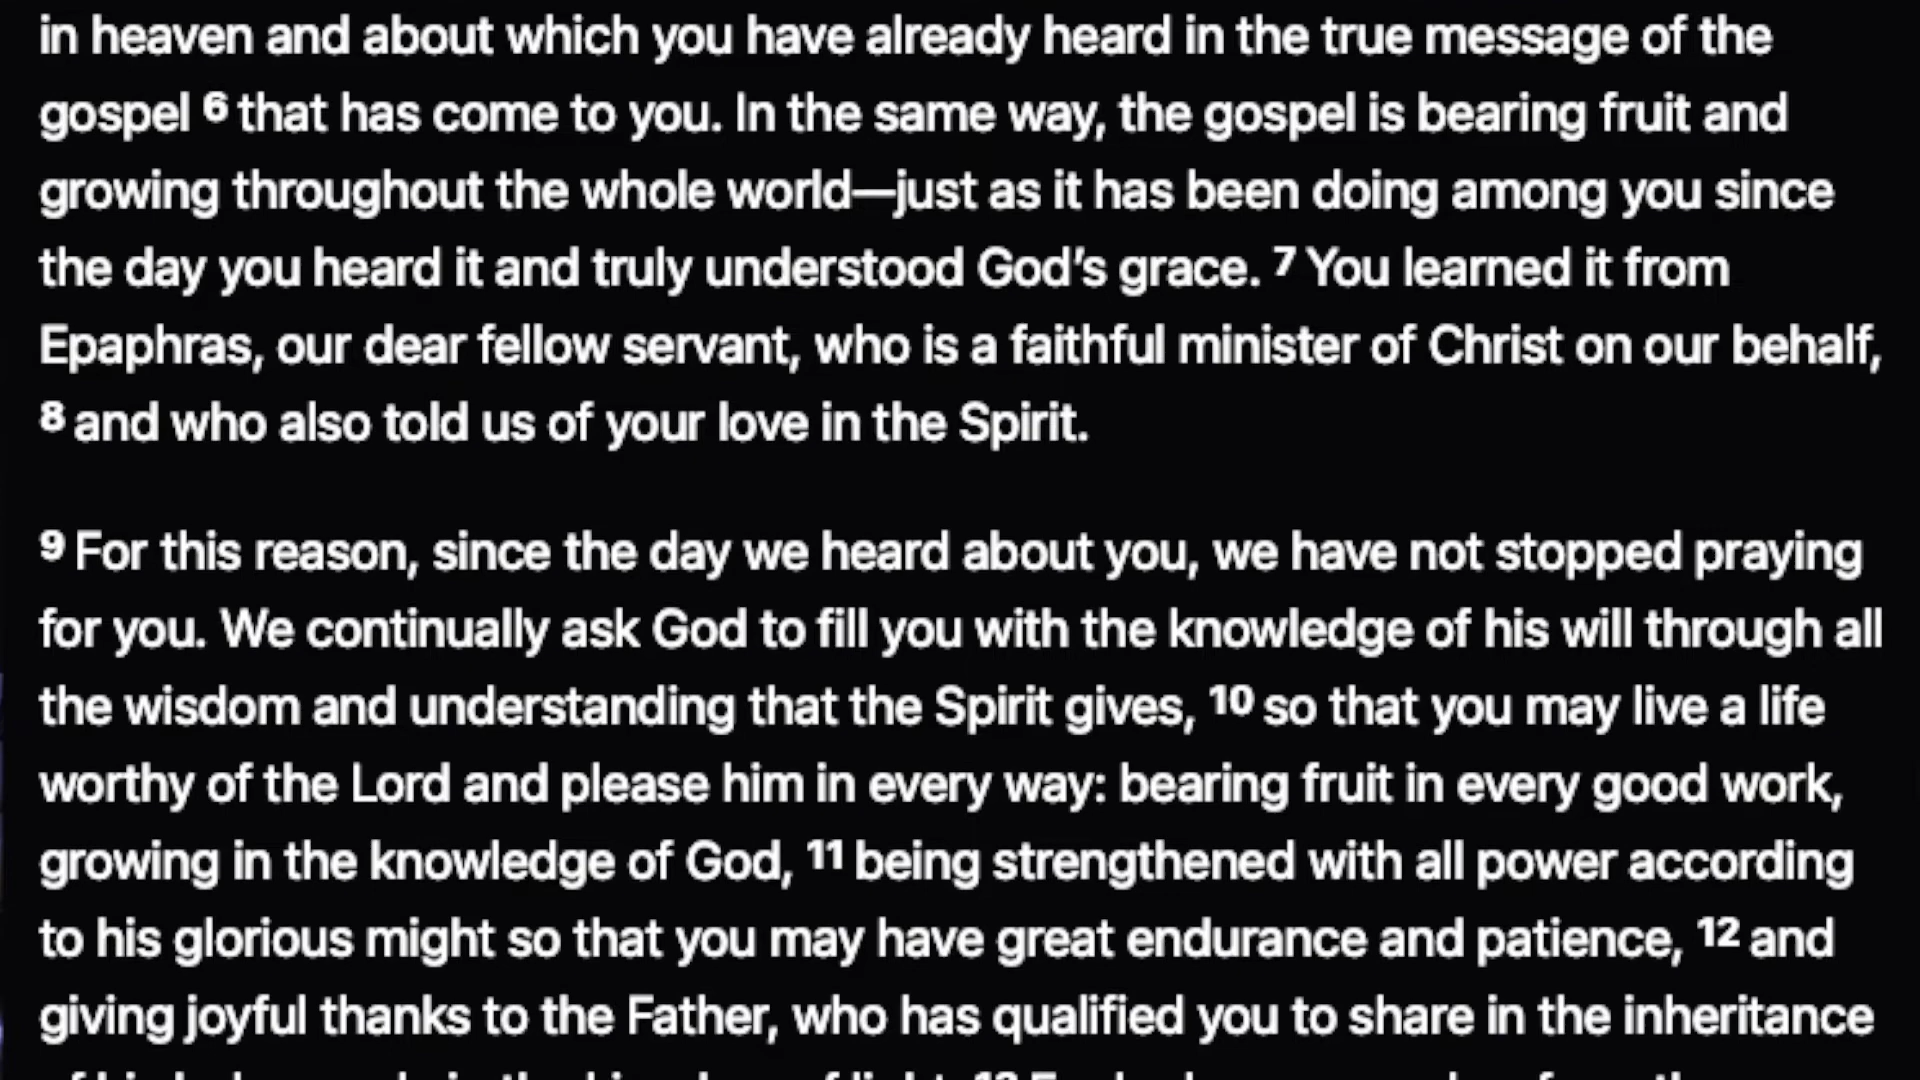 in heaven and about which you have already heard in the true message of the
gospel 6 that has come to you. In the same way, the gospel is bearing fruit and
growing throughout the whole world—just as it has been doing among you since
the day you heard it and truly understood God’s grace. 7 You learned it from
Epaphras, our dear fellow servant, who is a faithful minister of Christ on our behalf,
8 and who also told us of your love in the Spirit.
9 For this reason, since the day we heard about you, we have not stopped praying
for you. We continually ask God to fill you with the knowledge of his will through all
the wisdom and understanding that the Spirit gives, 10 so that you may live a life
worthy of the Lord and please him in every way: bearing fruit in every good work,
growing in the knowledge of God, 11 being strengthened with all power according
to his glorious might so that you may have great endurance and patience, 12 and
giving joyful thanks to the Father, who has qualified you to share in the inheritance